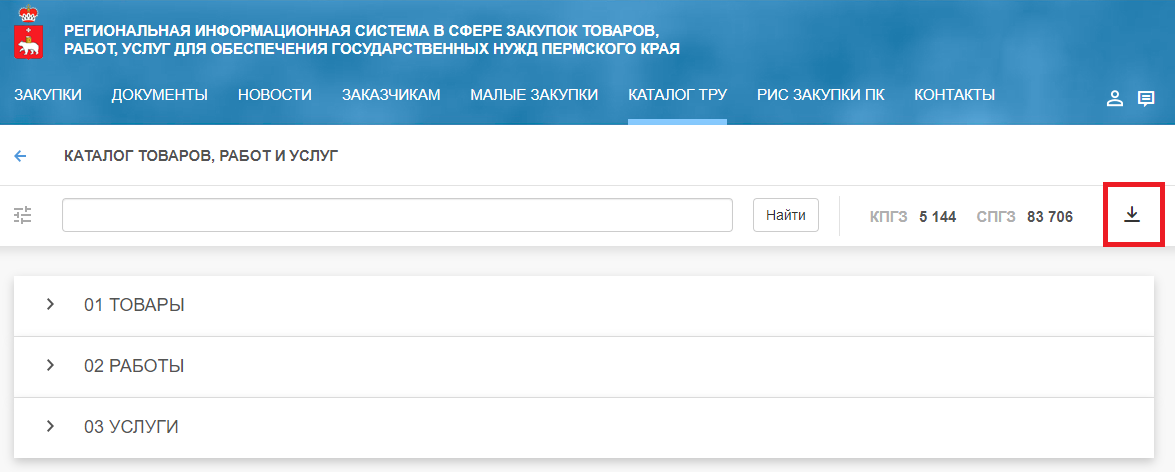 РЕГИОНАЛЬНАЯ ИНФОРМАЦИОННАЯ СИСТЕМА В СФЕРЕ ЗАКУПОК ТОВАРОВ,
РАБОТ, УСЛУГ ДЛЯ ОБЕСПЕЧЕНИЯ ГОСУДАРСТВЕННЫХ НУЖД ПЕРМСКОГО КРАЯ
ЗАКУПКИ ДОКУМЕНТЫ НОВОСТИ ЗАКАЗЧИКАМ МАЛЫЕ ЗАКУПКИ КАТАЛОГ ТРУ РИС ЗАКУПКИ ПК КОНТАКТЫ
КАТАЛОГ ТОВАРОВ, РАБОТ И УСЛУГ
Найти КПГЗ 5 144 СПГЗ 83 706
01 ТОВАРЫ
02 РАБОТЫ
03 УСЛУГИ